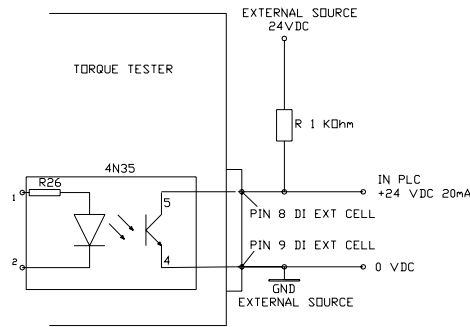 EXTERNAL SOURCE
24VDC
TORQUE TESTER
R 1 KOhm
4N35
R26
1
5
IN PLC
+24 VDC 20mA
PIN 8 DI EXT CELL
PIN 9 DI EXT CELL
2
4
0 VDC
GND
EXTERNAL SOURCE